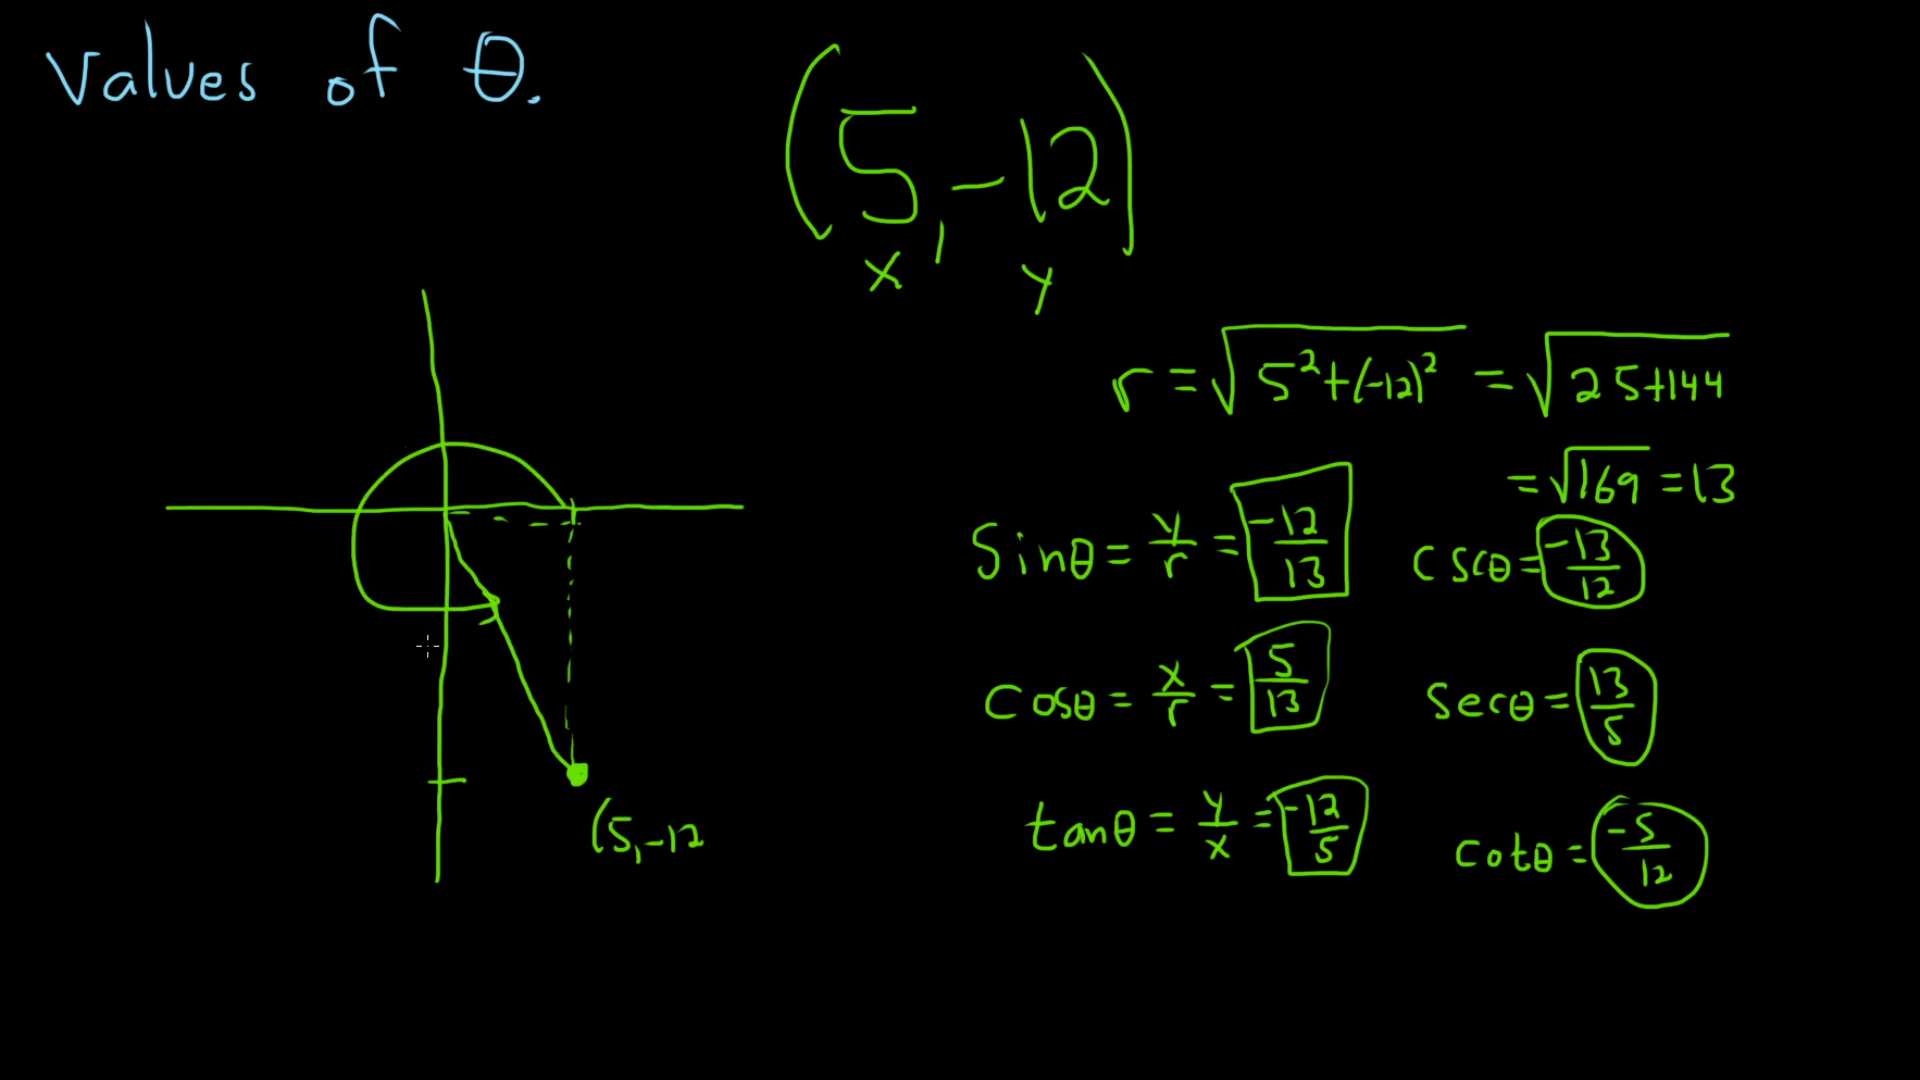 Values of θ.
(5, -12)
x y
r = √(5² + (-12)²) = √(25+144)
= √169 = 13
Sinθ = y/r = -12/13 cscθ = -13/12
cosθ = x/r = 5/13 secθ = 13/5
tanθ = y/x = -12/5 cotθ = -5/12
(5, -12